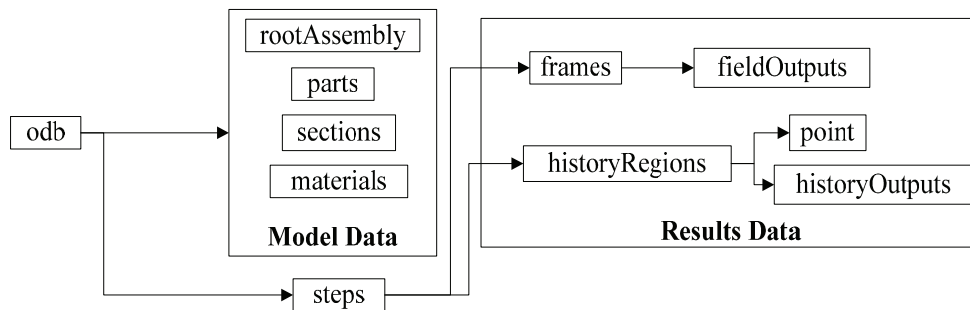 rootAssembly
parts
sections
materials
Model Data
odb
steps
frames
fieldOutputs
historyRegions
point
historyOutputs
Results Data